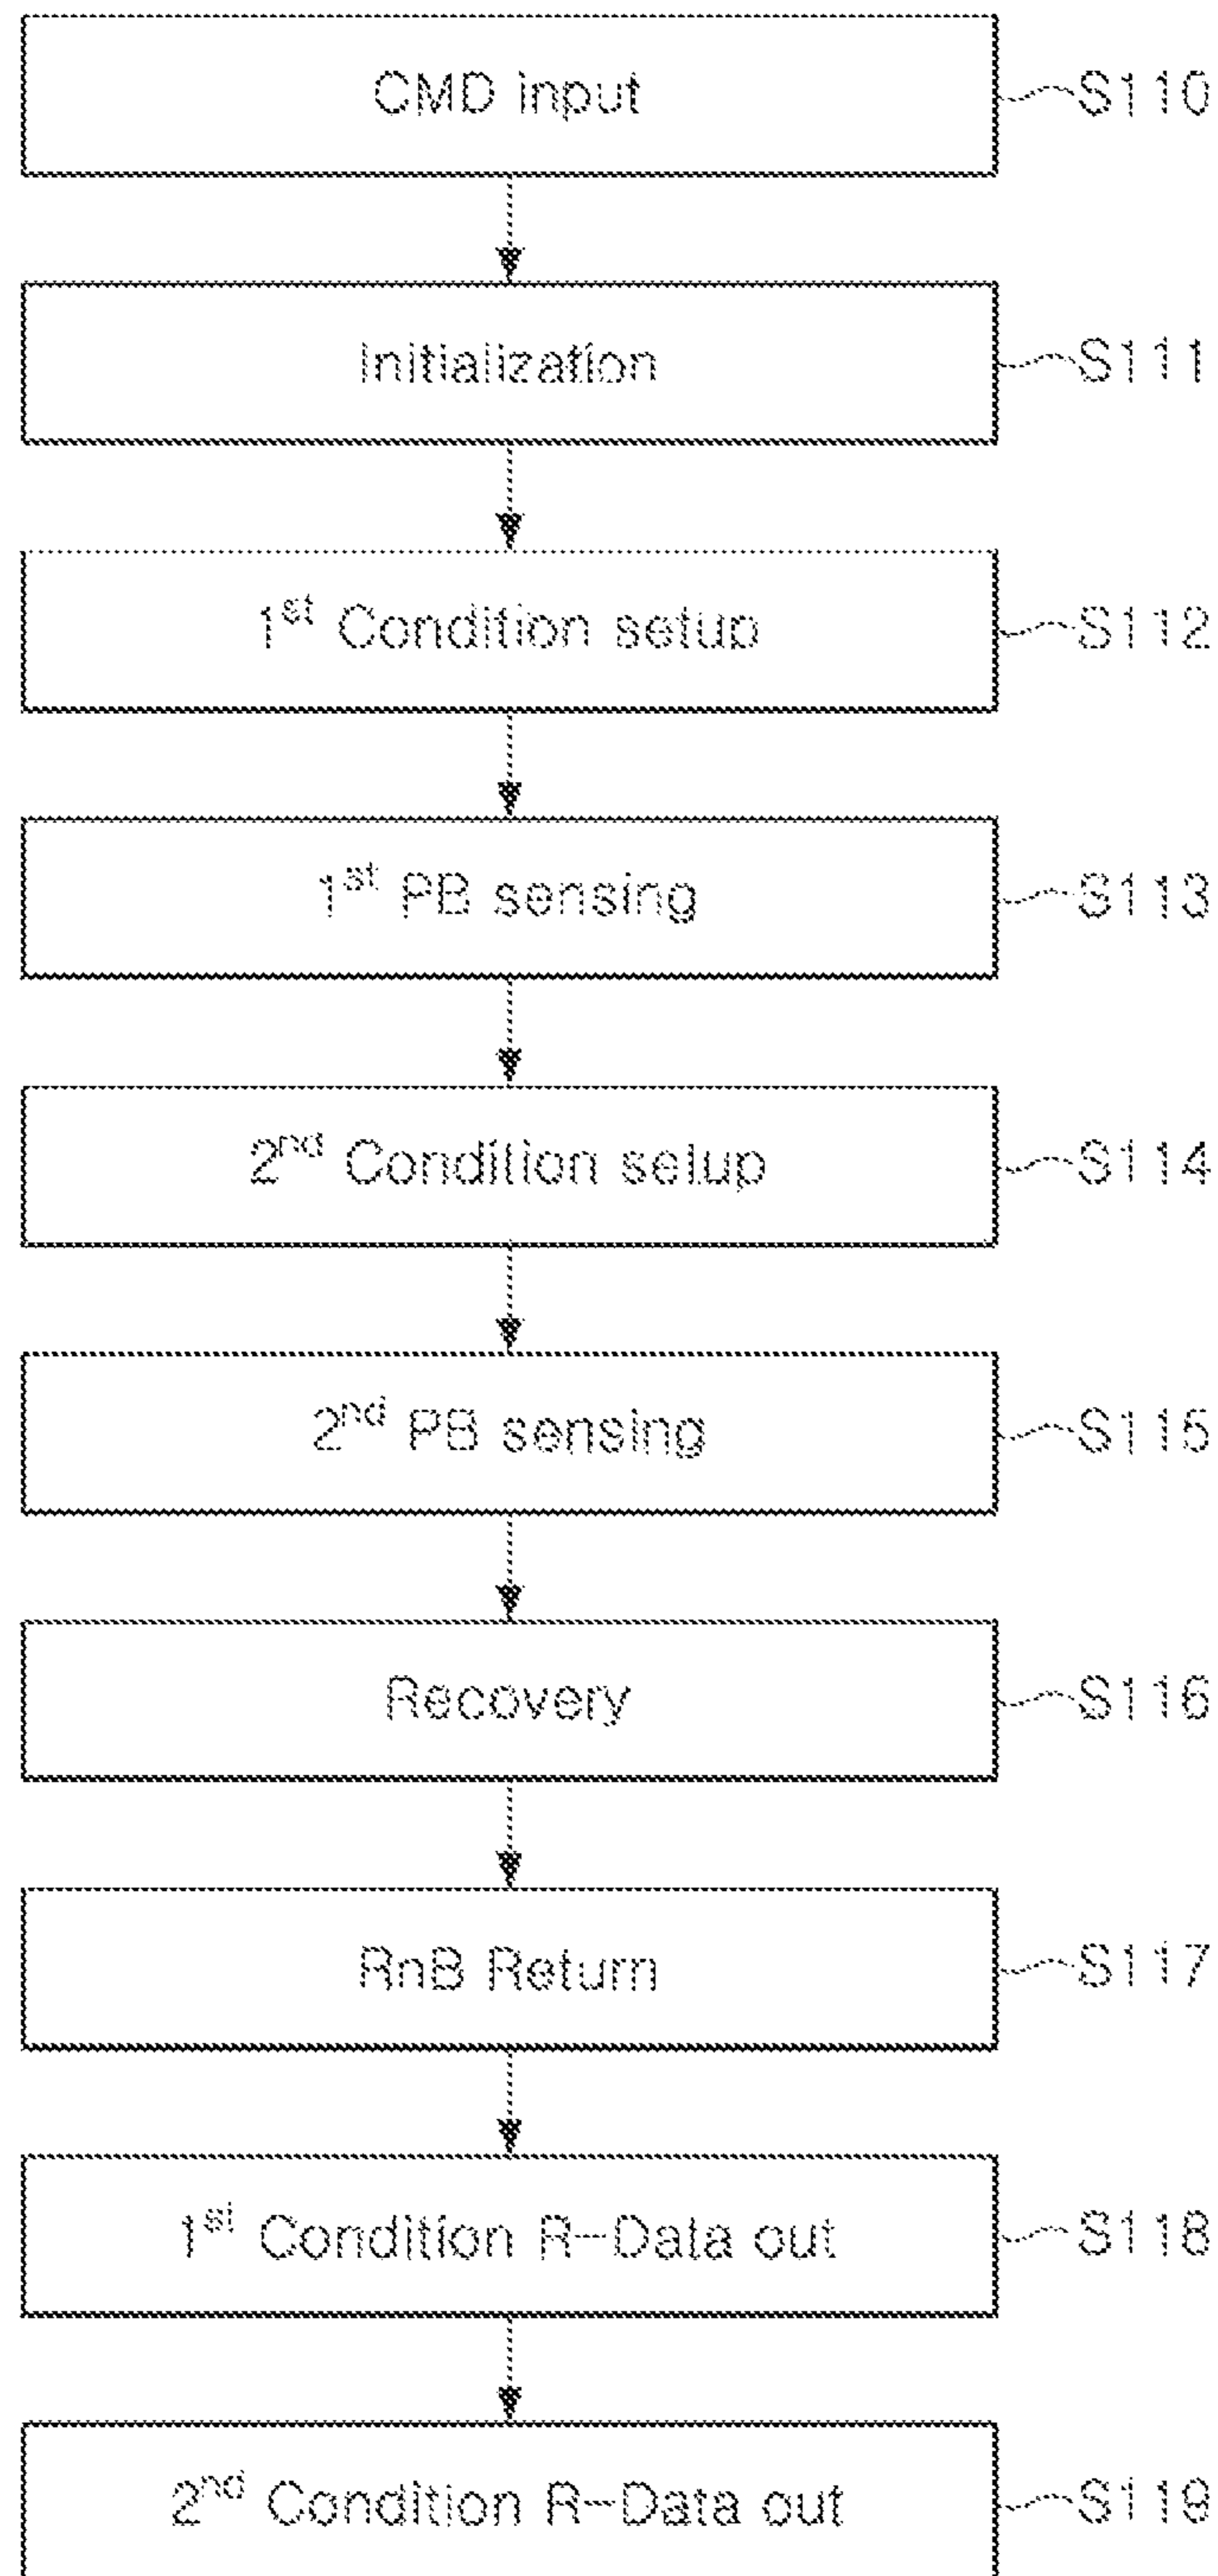 CMD input S110
Initialization S111
1st Condition setup S112
1st PB sensing S113
2nd Condition setup S114
2nd PB sensing S115
Recovery S116
RnB Return S117
1st Condition R-Data out S118
2nd Condition R-Data out S119